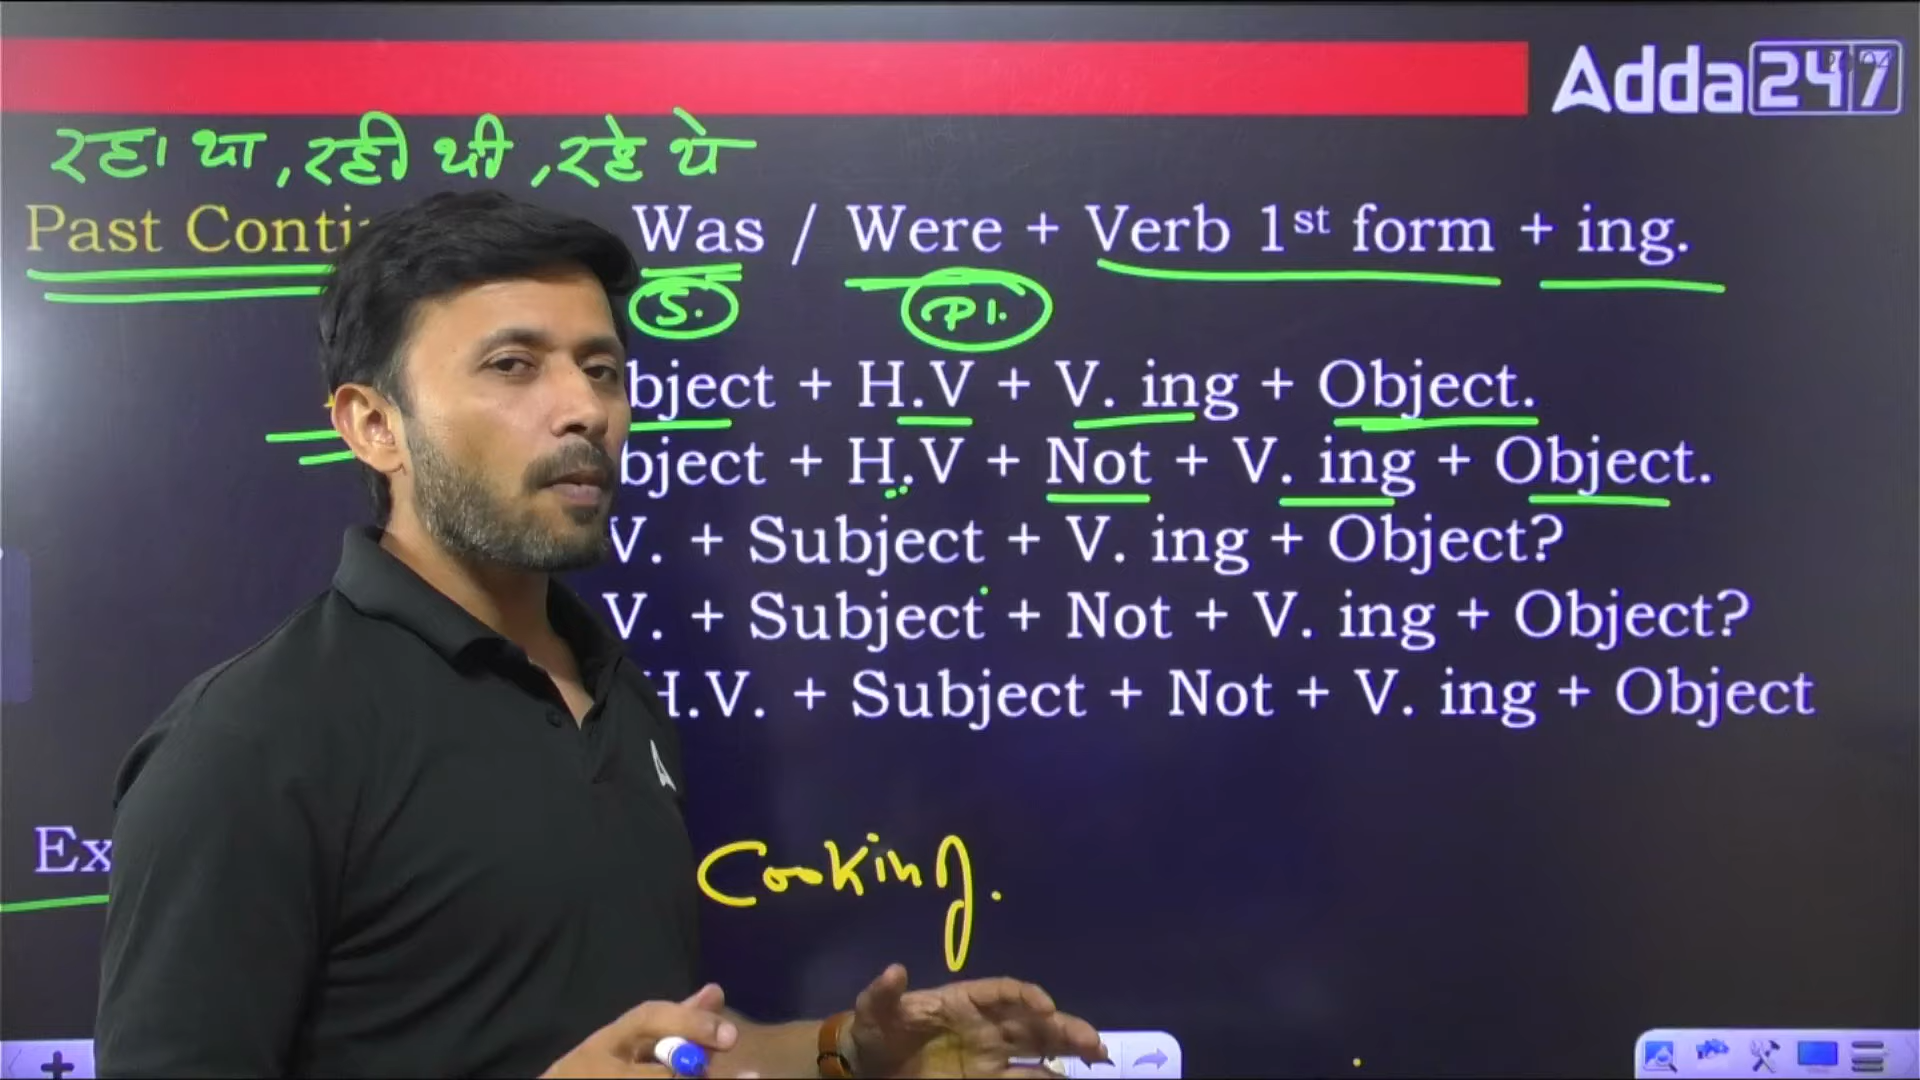 Adda247
रहा था, रही थी, रहे थे
Past Conti Was / Were + Verb 1st form + ing.
S. Pl.
bject + H.V + V. ing + Object.
bject + H.V + Not + V. ing + Object.
V. + Subject + V. ing + Object?
V. + Subject + Not + V. ing + Object?
H.V. + Subject + Not + V. ing + Object
Ex Cooking.